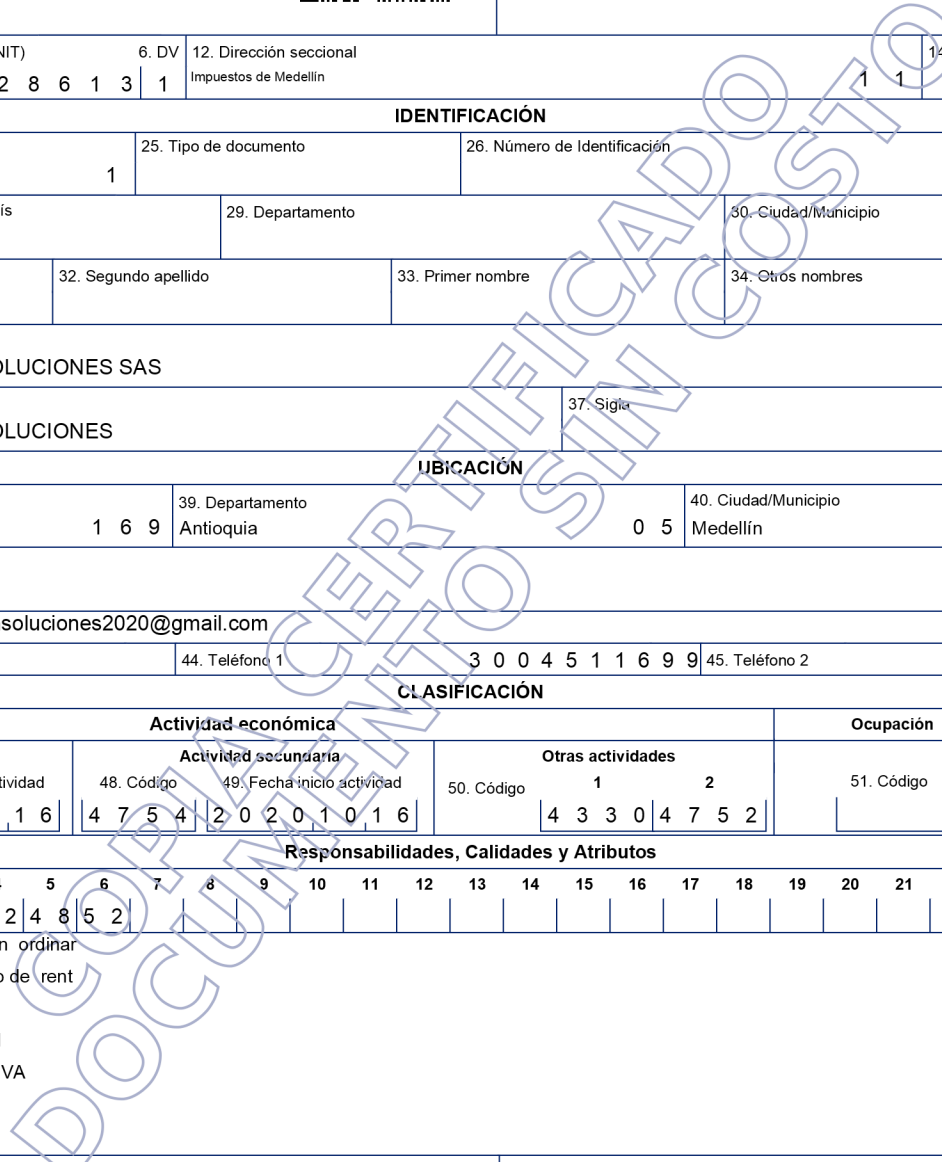 NIT)
6. DV
12. Dirección seccional
14
2 8 6 1 3
1
Impuestos de Medellín
1 1
IDENTIFICACIÓN
25. Tipo de documento
26. Número de Identificación
1
ís
29. Departamento
30. Ciudad/Municipio
32. Segundo apellido
33. Primer nombre
34. Otros nombres
OLUCIONES SAS
37. Sigla
OLUCIONES
UBICACIÓN
39. Departamento
40. Ciudad/Municipio
1 6 9
Antioquia
0 5
Medellín
soluciones2020@gmail.com
44. Teléfono 1
3 0 0 4 5 1 1 6 9 9
45. Teléfono 2
CLASIFICACIÓN
Actividad económica
Ocupación
Actividad secundaria
Otras actividades
tividad
48. Código
49. Fecha inicio actividad
50. Código
1
2
51. Código
1 6
4 7 5 4
2 0 2 0 1 0 1 6
4 3 3 0
4 7 5 2
Responsabilidades, Calidades y Atributos
5 6 7 8 9 10 11 12 13 14 15 16 17 18 19 20 21
2 4 8 5 2
n ordinar
o de rent
VA
COPIA CERTIFICADO
DOCUMENTO SIN COSTO